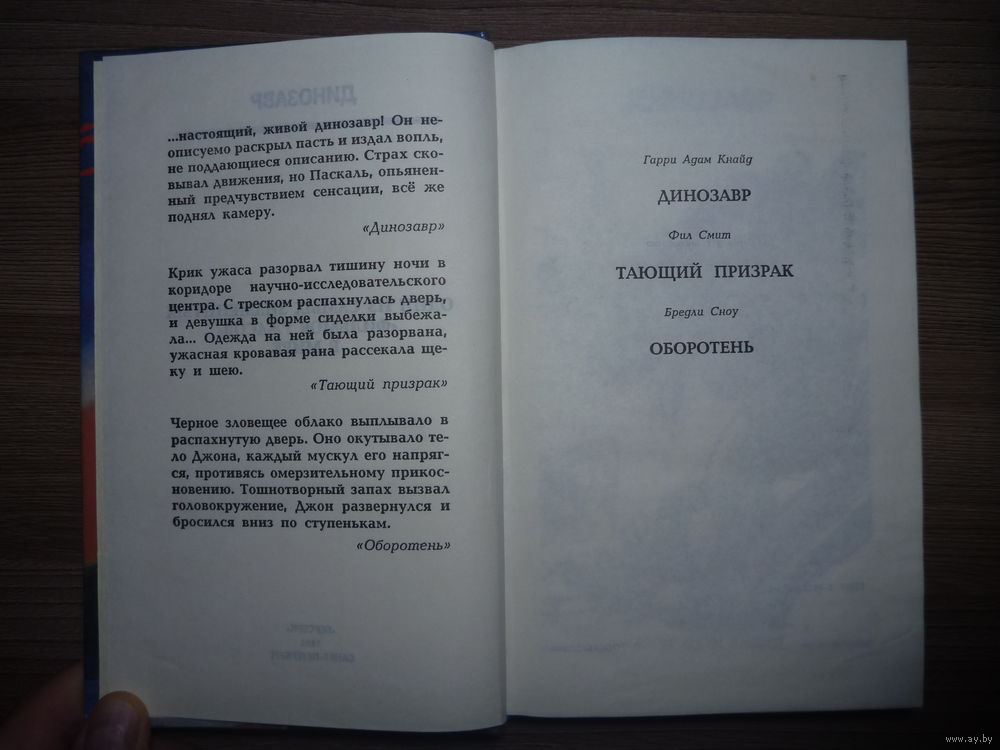 ...настоящий, живой динозавр! Он не-
описуемо раскрыл пасть и издал вопль,
не поддающиеся описанию. Страх ско-
вывал движения, но Паскаль, опьянен-
ный предчувствием сенсации, всё же
поднял камеру.
«Динозавр»
Крик ужаса разорвал тишину ночи в
коридоре научно-исследовательского
центра. С треском распахнулась дверь,
и девушка в форме сиделки выбежа-
ла... Одежда на ней была разорвана,
ужасная кровавая рана рассекала ще-
ку и шею.
«Тающий призрак»
Черное зловещее облако выплывало в
распахнутую дверь. Оно окутывало те-
ло Джона, каждый мускул его напряг-
ся, противясь омерзительному прикос-
новению. Тошнотворный запах вызвал
головокружение, Джон развернулся и
бросился вниз по ступенькам.
«Оборотень»
Гарри Адам Кнайд
ДИНОЗАВР
Фил Смит
ТАЮЩИЙ ПРИЗРАК
Бредли Сноу
ОБОРОТЕНЬ
www.ay.by